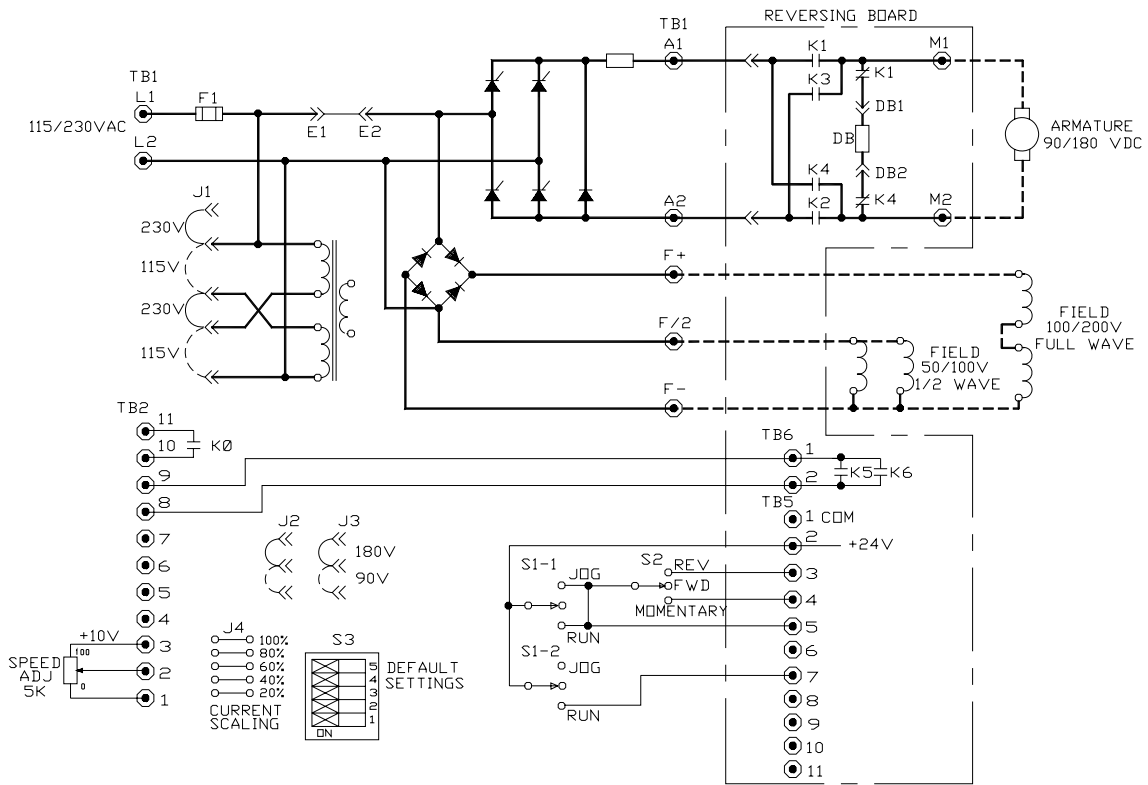 REVERSING BOARD
TB1
A1
K1
M1
K3
K1
TB1
L1
F1
DB1
E1
E2
115/230VAC
DB
ARMATURE
90/180 VDC
L2
K4
DB2
J1
K2
K4
A2
M2
230V
F+
115V
230V
F/2
FIELD
100/200V
FULL WAVE
115V
FIELD
50/100V
1/2 WAVE
F-
TB2
11
10
K0
TB6
1
9
2
K5
K6
8
TB5
1 COM
J2
J3
2
+24V
7
180V
S1-1
S2
REV
6
90V
JOG
3
FWD
5
4
MOMENTARY
4
RUN
5
+10V
J4
S3
3
100%
S1-2
6
100
80%
SPEED
ADJ
5K
JOG
60%
5
DEFAULT
SETTINGS
2
40%
4
7
0
20%
3
1
2
8
CURRENT
SCALING
1
RUN
9
ON
10
11